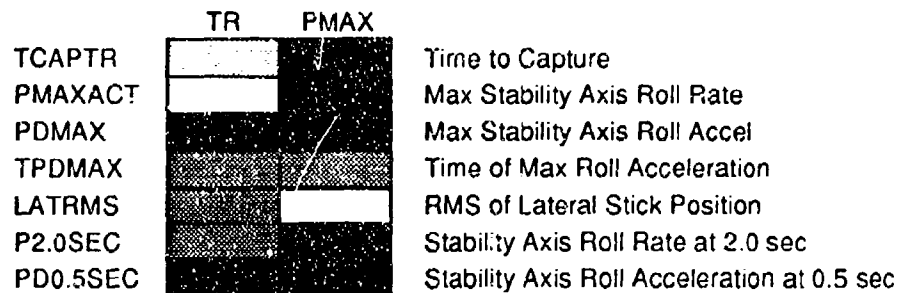 TR PMAX
TCAPTR Time to Capture
PMAXACT Max Stability Axis Roll Rate
PDMAX Max Stability Axis Roll Accel
TPDMAX Time of Max Roll Acceleration
LATRMS RMS of Lateral Stick Position
P2.0SEC Stability Axis Roll Rate at 2.0 sec
PD0.5SEC Stability Axis Roll Acceleration at 0.5 sec